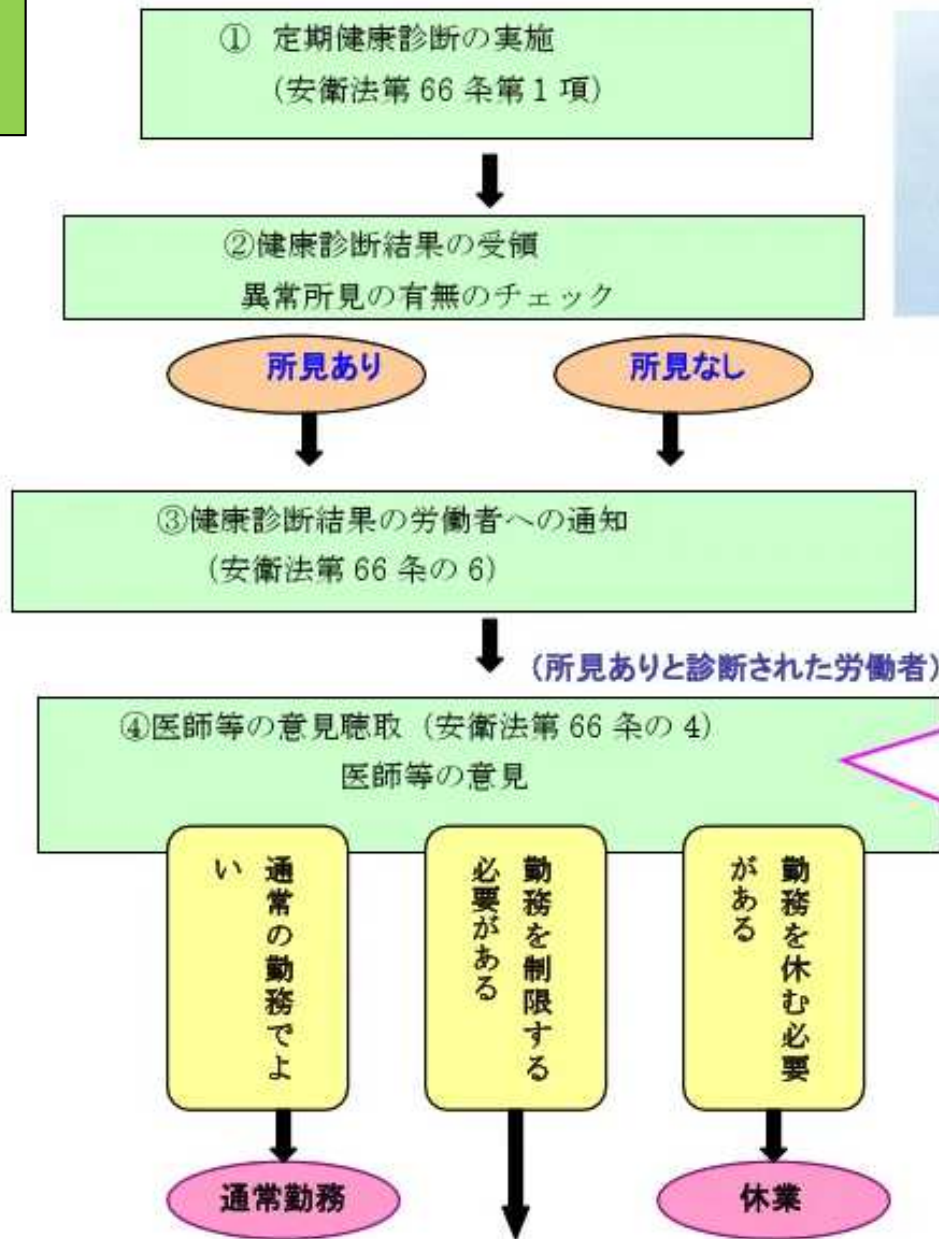 ① 定期健康診断の実施
(安衛法第 66 条第 1 項)
②健康診断結果の受領
異常所見の有無のチェック
所見あり
所見なし
③健康診断結果の労働者への通知
(安衛法第 66 条の 6)
(所見ありと診断された労働者)
④医師等の意見聴取 (安衛法第 66 条の 4)
医師等の意見
通常の勤務でよ
い
勤務を制限する
必要がある
勤務を休む必要
がある
通常勤務
休業